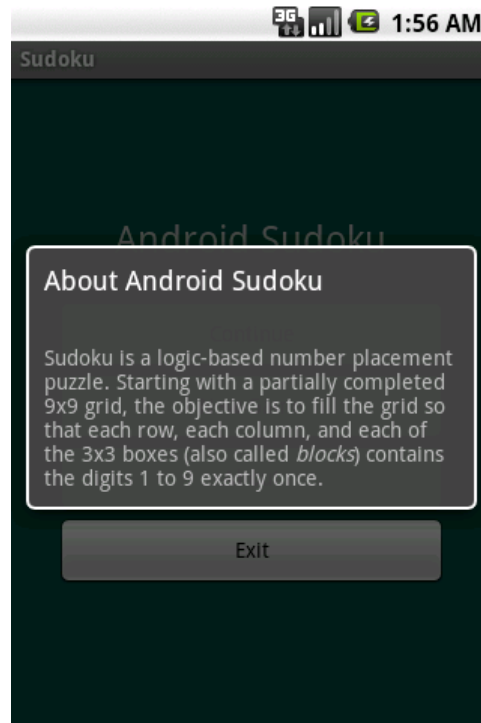 3G 1:56 AM
Sudoku
Android Sudoku
About Android Sudoku
Continue
Sudoku is a logic-based number placement
puzzle. Starting with a partially completed
9x9 grid, the objective is to fill the grid so
that each row, each column, and each of
the 3x3 boxes (also called blocks) contains
the digits 1 to 9 exactly once.
Exit